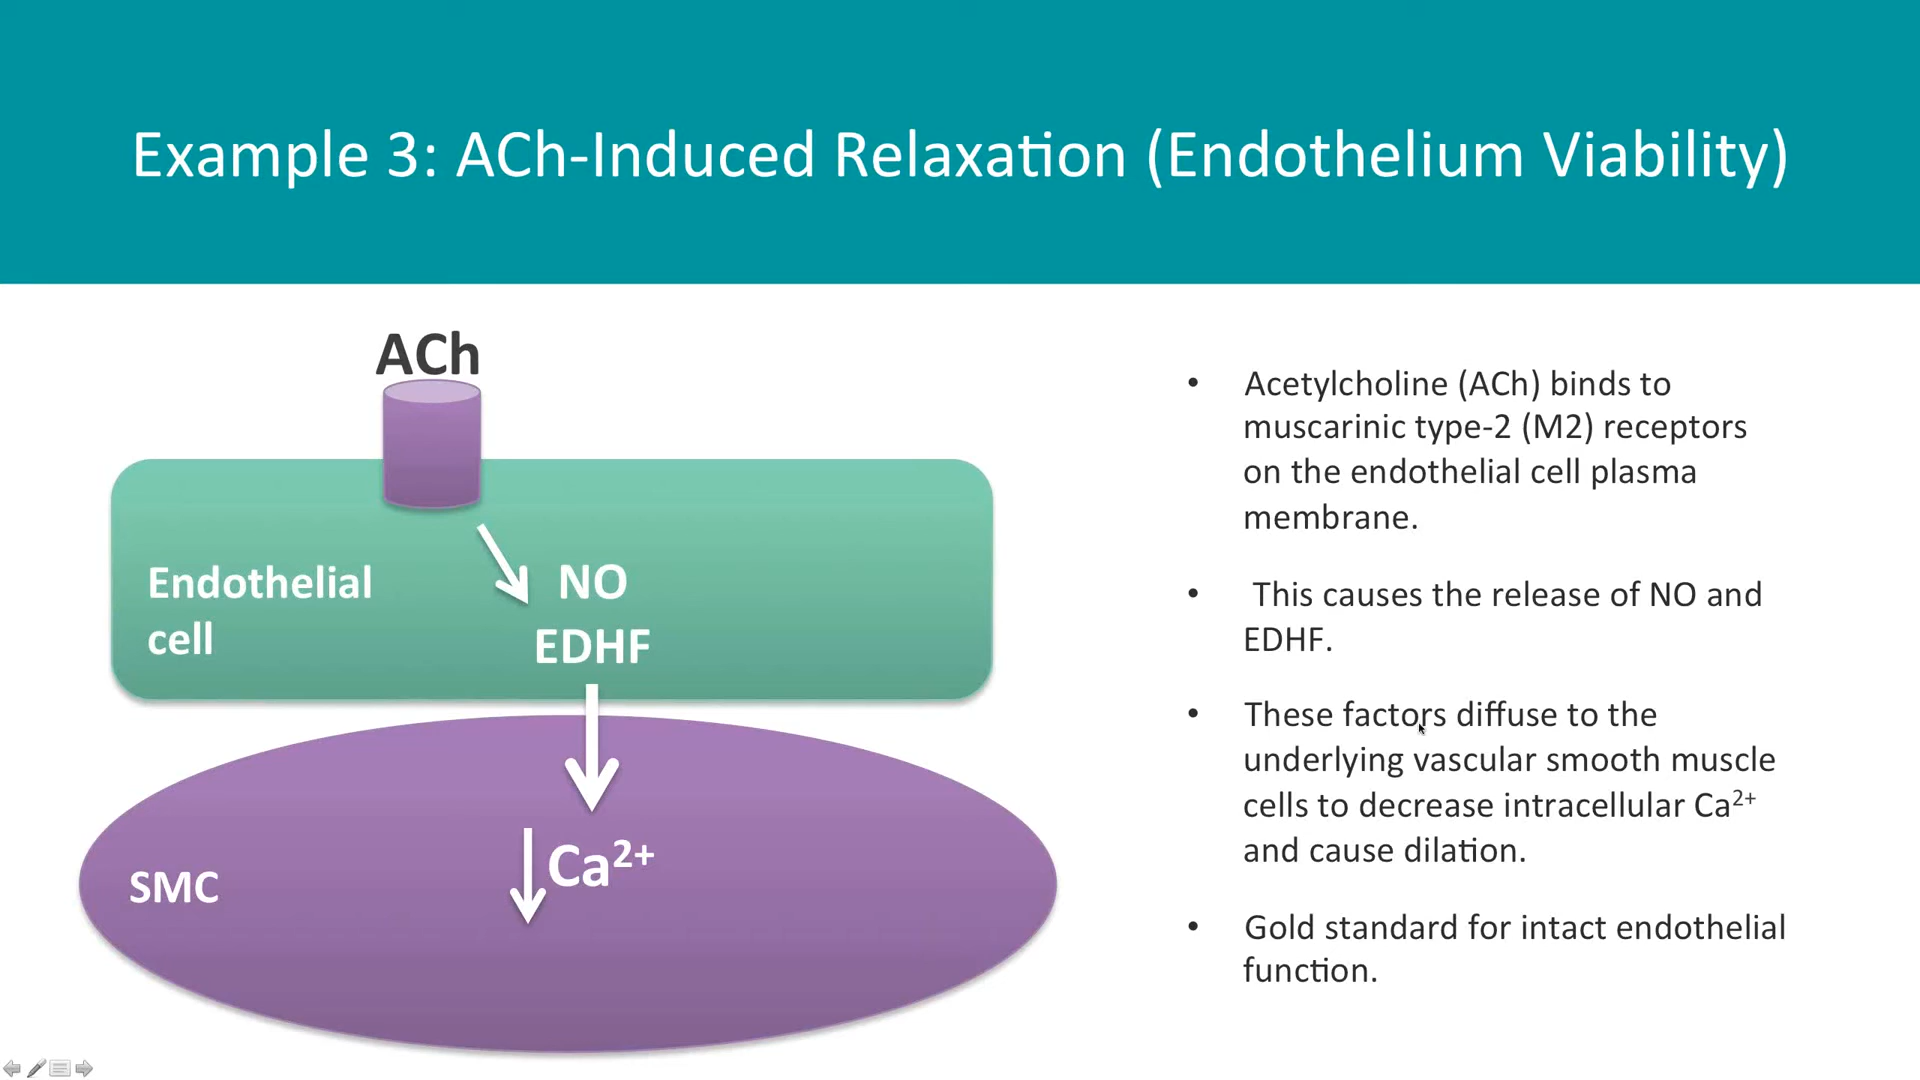 Example 3: ACh-Induced Relaxation (Endothelium Viability)
ACh
Endothelial
cell
NO
EDHF
SMC
Ca²⁺
• Acetylcholine (ACh) binds to
muscarinic type-2 (M2) receptors
on the endothelial cell plasma
membrane.
• This causes the release of NO and
EDHF.
• These factors diffuse to the
underlying vascular smooth muscle
cells to decrease intracellular Ca²⁺
and cause dilation.
• Gold standard for intact endothelial
function.